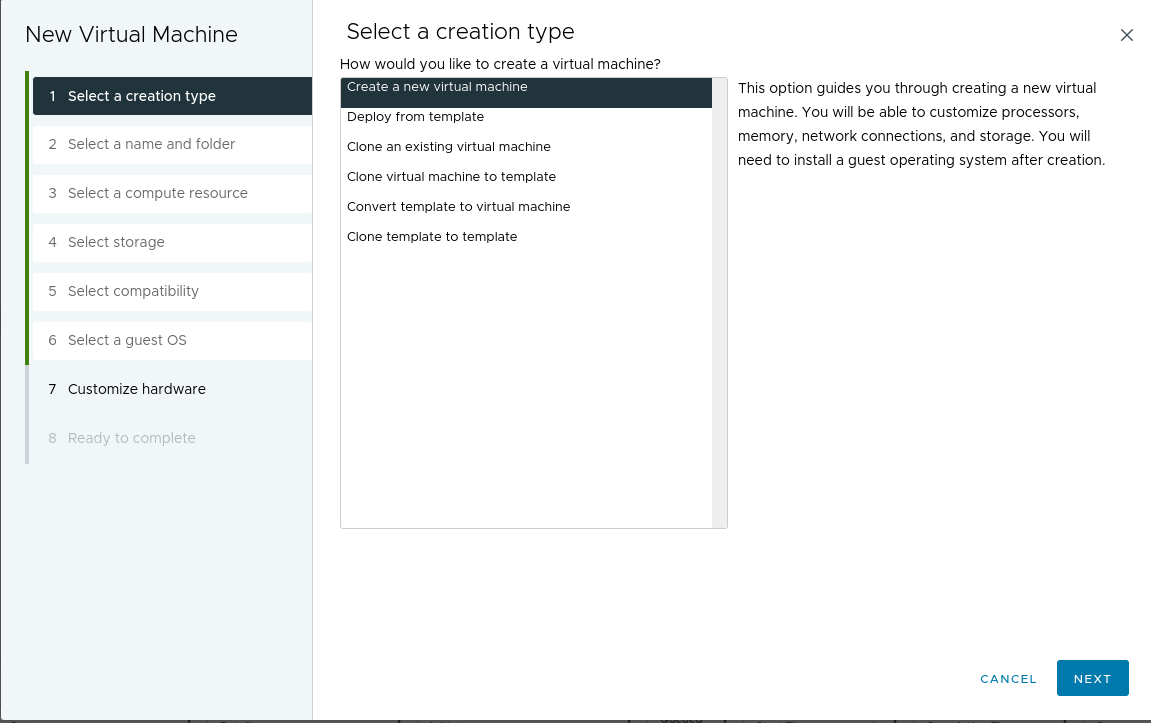 New Virtual Machine
1 Select a creation type
2 Select a name and folder
3 Select a compute resource
4 Select storage
5 Select compatibility
6 Select a guest OS
7 Customize hardware
8 Ready to complete
Select a creation type
How would you like to create a virtual machine?
Create a new virtual machine
Deploy from template
Clone an existing virtual machine
Clone virtual machine to template
Convert template to virtual machine
Clone template to template
This option guides you through creating a new virtual
machine. You will be able to customize processors,
memory, network connections, and storage. You will
need to install a guest operating system after creation.
CANCEL
NEXT